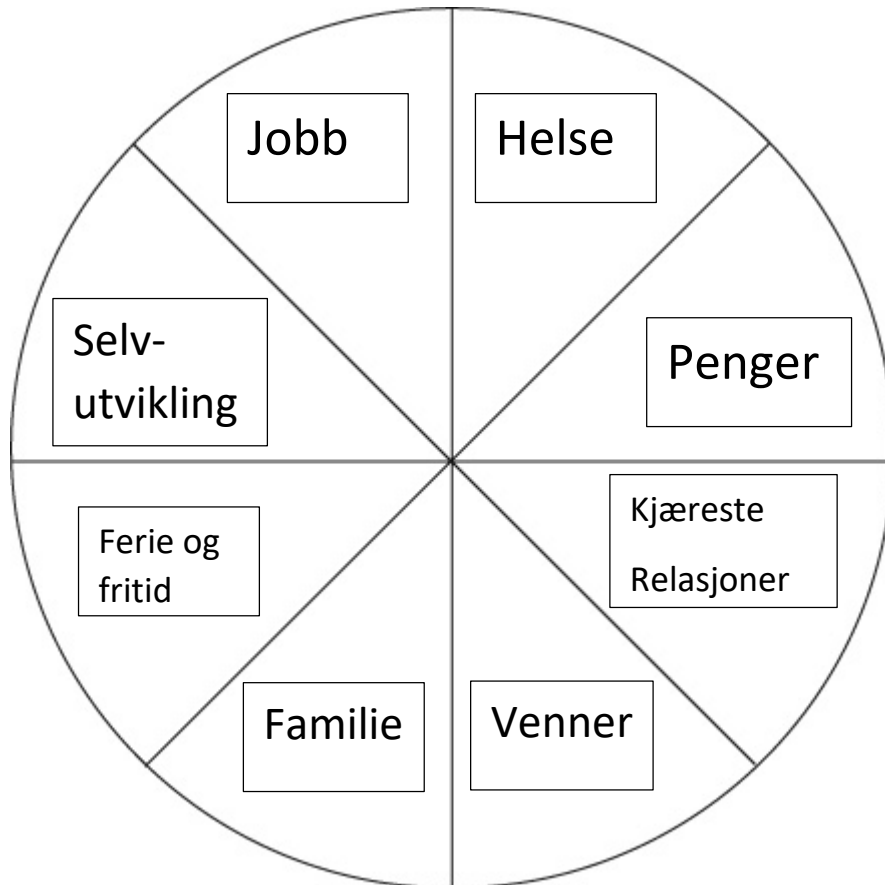 Jobb
Helse
Selv-
utvikling
Penger
Ferie og
fritid
Kjæreste
Relasjoner
Familie
Venner